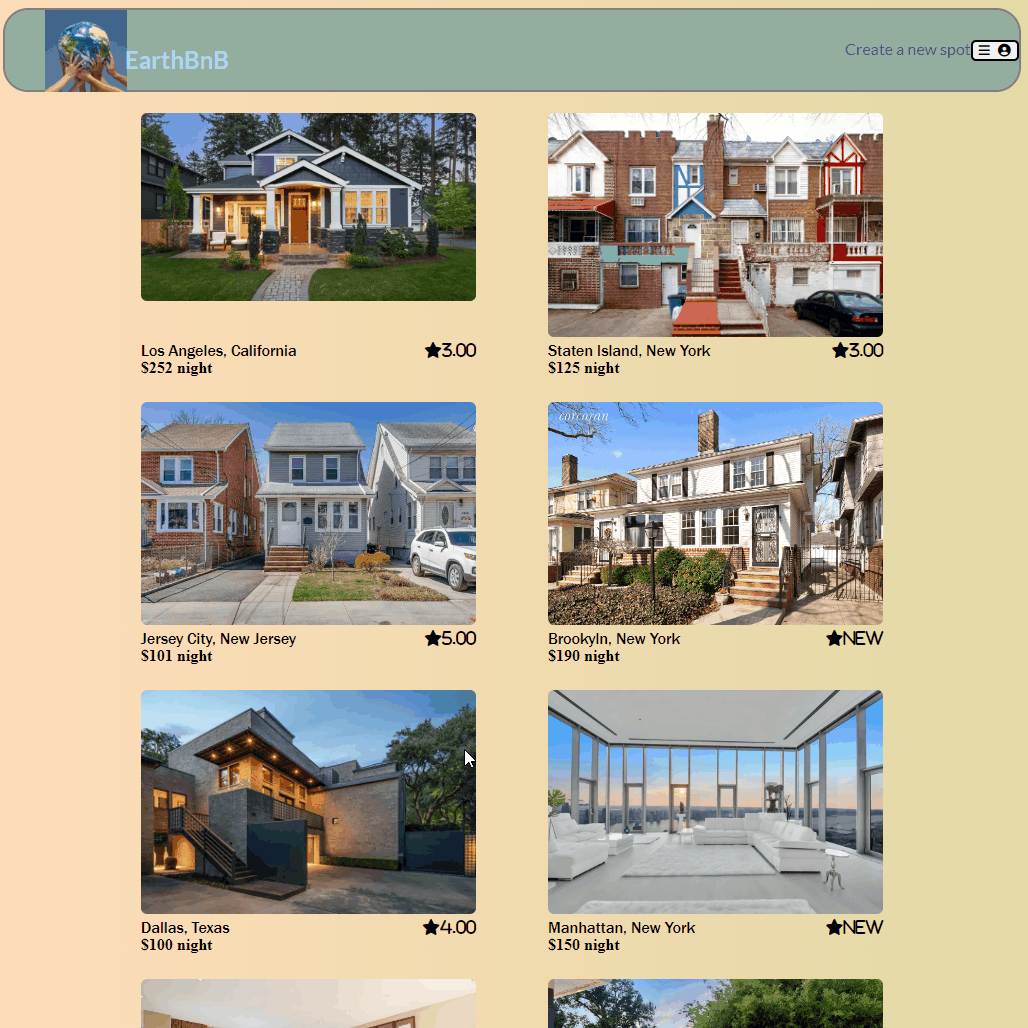 EarthBnB
Create a new spot
Los Angeles, California ★3.00
$252 night
Staten Island, New York ★3.00
$125 night
corcoran
Jersey City, New Jersey ★5.00
$101 night
Brookyln, New York ★NEW
$190 night
Dallas, Texas ★4.00
$100 night
Manhattan, New York ★NEW
$150 night